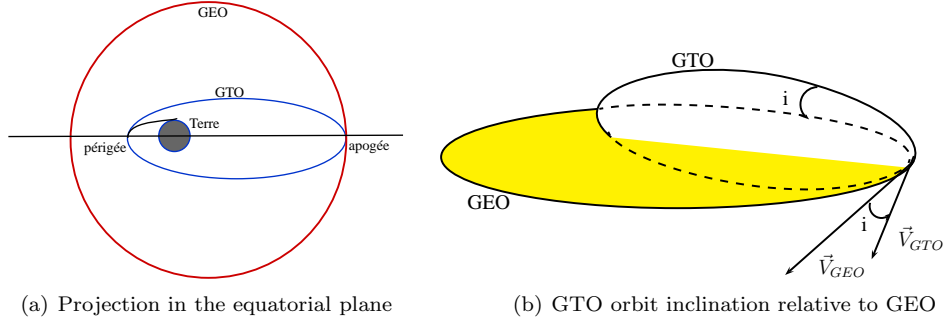 GEO
GTO
Terre
périgée
apogée
(a) Projection in the equatorial plane
GTO
i
GEO
i
$\vec{V}_{GTO}$
$\vec{V}_{GEO}$
(b) GTO orbit inclination relative to GEO